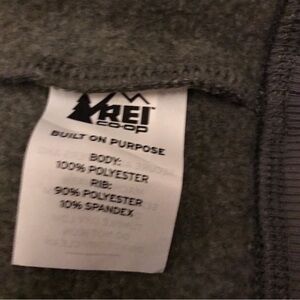 REI
CO·OP
BUILT ON PURPOSE
BODY:
100% POLYESTER
RIB:
90% POLYESTER
10% SPANDEX